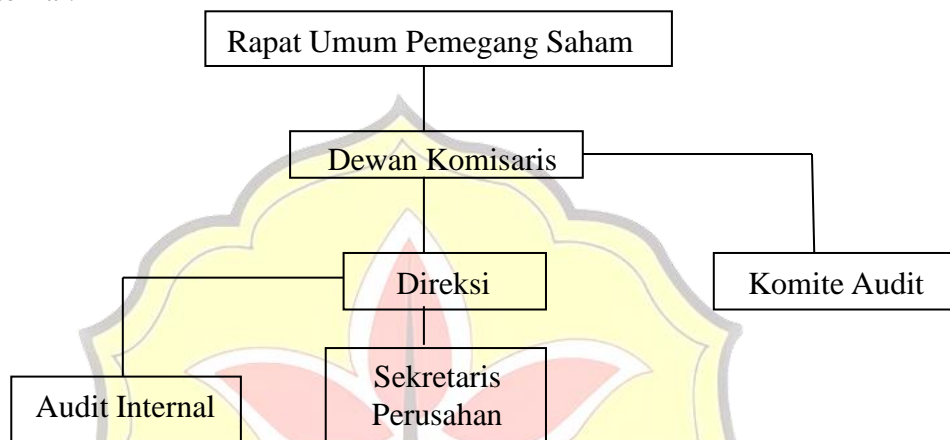 Rapat Umum Pemegang Saham
Dewan Komisaris
Direksi
Komite Audit
Audit Internal
Sekretaris
Perusahan